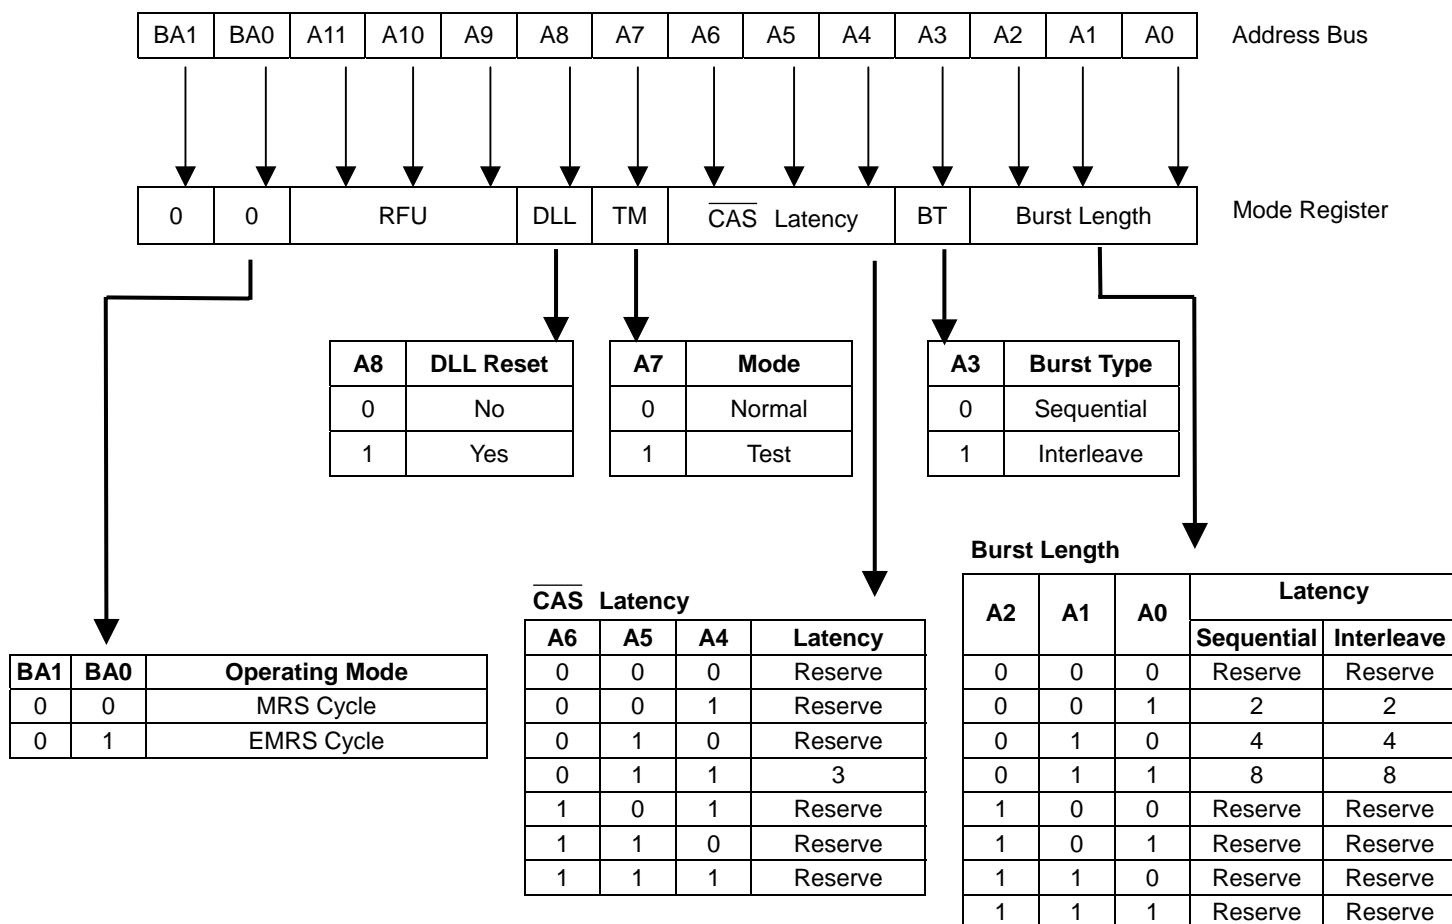 BA1 BA0 A11 A10 A9 A8 A7 A6 A5 A4 A3 A2 A1 A0 Address Bus
0 0 RFU DLL TM CAS Latency BT Burst Length Mode Register
A8 DLL Reset
0 No
1 Yes
A7 Mode
0 Normal
1 Test
A3 Burst Type
0 Sequential
1 Interleave
BA1 BA0 Operating Mode
0 0 MRS Cycle
0 1 EMRS Cycle
CAS Latency
A6 A5 A4 Latency
0 0 0 Reserve
0 0 1 Reserve
0 1 0 Reserve
0 1 1 3
1 0 1 Reserve
1 1 0 Reserve
1 1 1 Reserve
Burst Length
A2 A1 A0 Latency
Sequential Interleave
0 0 0 Reserve Reserve
0 0 1 2 2
0 1 0 4 4
0 1 1 8 8
1 0 0 Reserve Reserve
1 0 1 Reserve Reserve
1 1 0 Reserve Reserve
1 1 1 Reserve Reserve